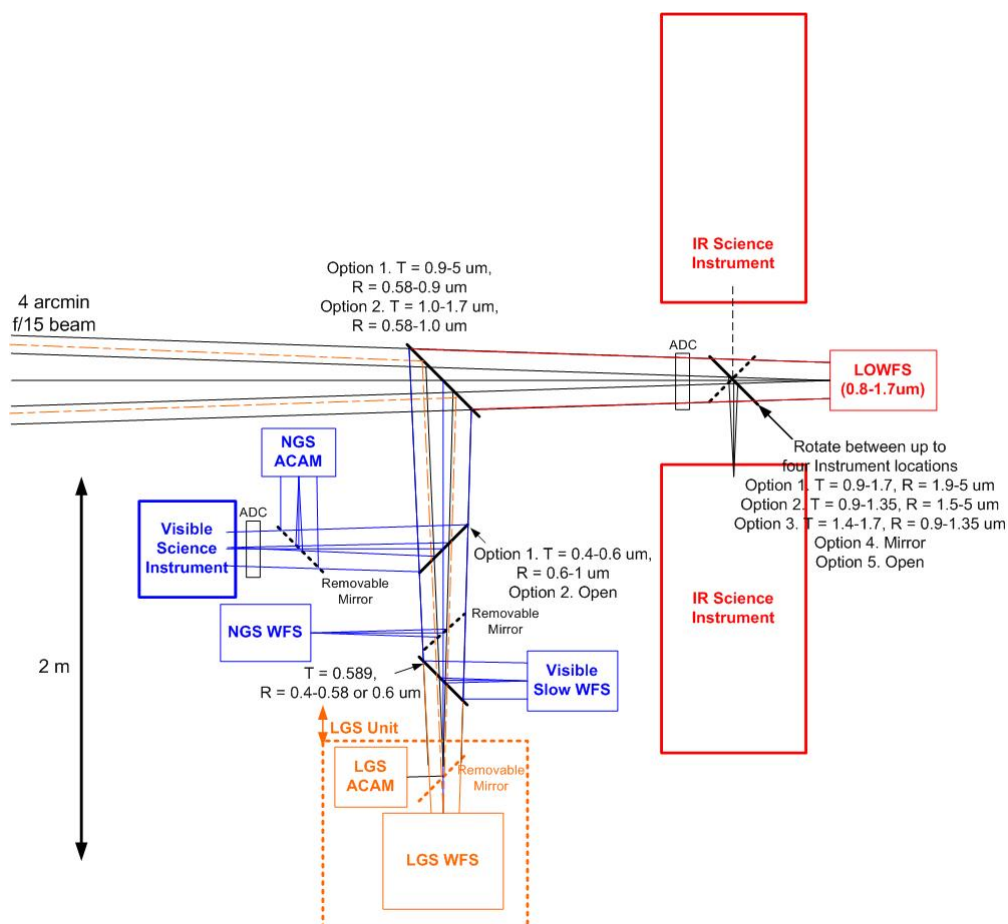 IR Science
Instrument
Option 1. T = 0.9-5 um,
R = 0.58-0.9 um
Option 2. T = 1.0-1.7 um,
R = 0.58-1.0 um
4 arcmin
f/15 beam
ADC
LOWFS
(0.8-1.7um)
Rotate between up to
four Instrument locations
Option 1. T = 0.9-1.7, R = 1.9-5 um
Option 2. T = 0.9-1.35, R = 1.5-5 um
Option 3. T = 1.4-1.7, R = 0.9-1.35 um
Option 4. Mirror
Option 5. Open
NGS
ACAM
ADC
Visible
Science
Instrument
Removable
Mirror
Option 1. T = 0.4-0.6 um,
R = 0.6-1 um
Option 2. Open
IR Science
Instrument
NGS WFS
Removable
Mirror
2 m
T = 0.589,
R = 0.4-0.58 or 0.6 um
Visible
Slow WFS
LGS Unit
LGS
ACAM
Removable
Mirror
LGS WFS